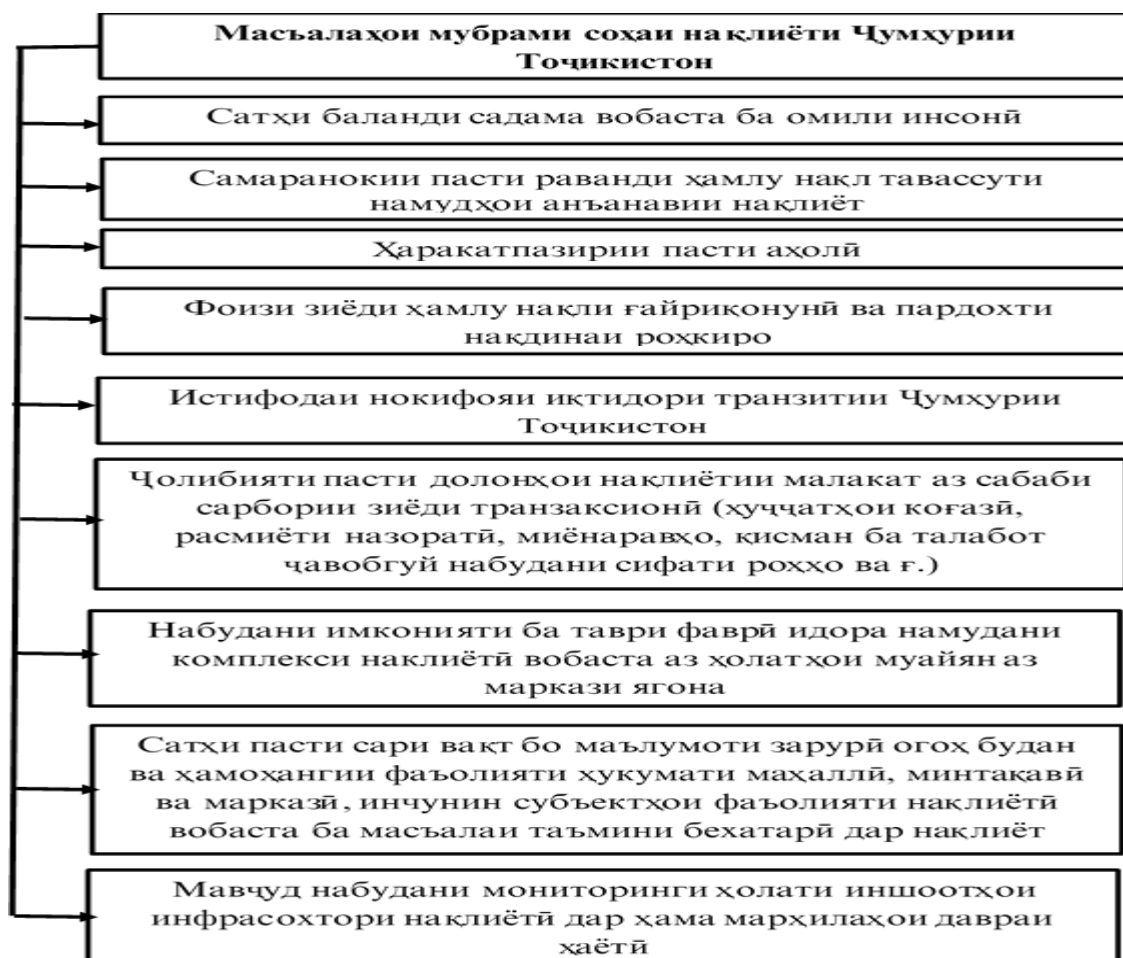 Масъалаҳои мубрами соҳаи нақлиёти Ҷумҳурии
Тоҷикистон
Сатҳи баланди садама вобаста ба омили инсонӣ
Самаранокии пасти раванди ҳамлу нақл тавассути
намудҳои анъанавии нақлиёт
Ҳаракатпазирии пасти аҳолӣ
Фоизи зиёди ҳамлу нақли ғайриқонунӣ ва пардохти
нақдинаи роҳкиро
Истифодаи нокифояи иқтидори транзитии Ҷумҳурии
Тоҷикистон
Ҷолибияти пасти долонҳои нақлиётии малакат аз сабаби
сарбории зиёди транзаксионӣ (ҳуҷҷатҳои коғазӣ,
расмиёти назоратӣ, миёнаравҳо, қисман ба талабот
ҷавобгуй набудани сифати роҳҳо ва ғ.)
Набудани имконияти ба таври фаврӣ идора намудани
комплекси наклиётӣ вобаста аз ҳолатҳои муайян аз
маркази ягона
Сатҳи пасти сари вақт бо маълумоти зарурӣ огоҳ будан
ва ҳамоҳангии фаъолияти ҳукумати маҳаллӣ, минтақавӣ
ва марказӣ, инчунин субъектҳои фаъолияти нақлиётӣ
вобаста ба масъалаи таъмини бехатарӣ дар нақлиёт
Мавҷуд набудани мониторинги ҳолати иншоотҳои
инфрасохтори нақлиётӣ дар ҳама марҳилаҳои давраи
ҳаётӣ